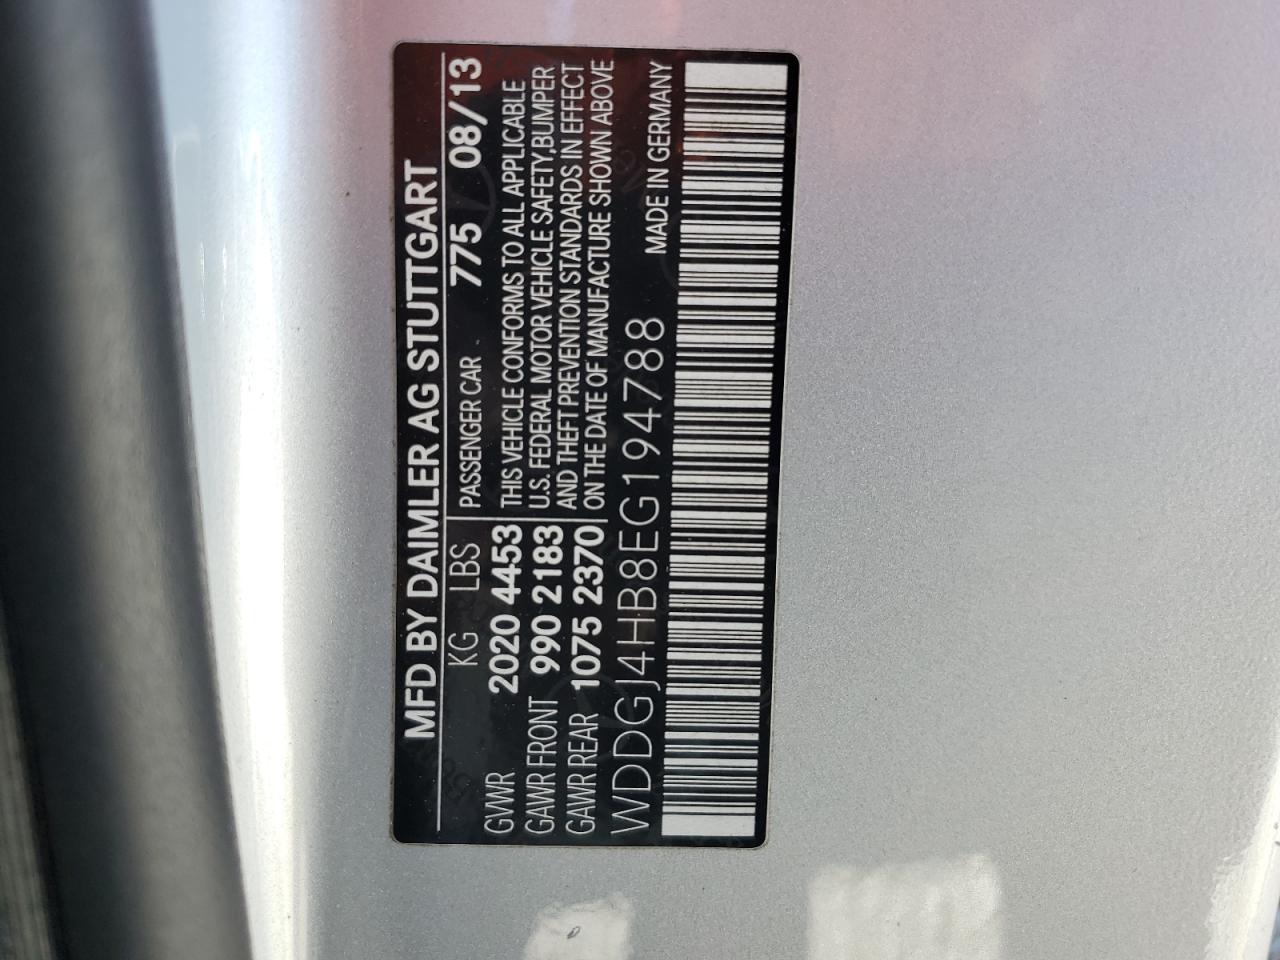 MFD BY DAIMLER AG STUTTGART
KG LBS PASSENGER CAR 775 08/13
GVWR 2020 4453 THIS VEHICLE CONFORMS TO ALL APPLICABLE
GAWR FRONT 990 2183 U.S. FEDERAL MOTOR VEHICLE SAFETY,BUMPER
GAWR REAR 1075 2370 AND THEFT PREVENTION STANDARDS IN EFFECT
ON THE DATE OF MANUFACTURE SHOWN ABOVE
WDDGJ4HB8EG194788 MADE IN GERMANY